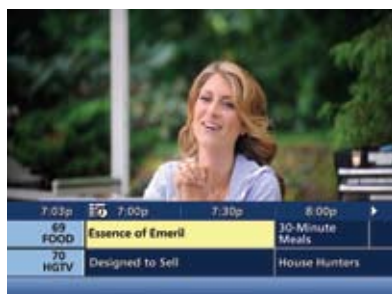 7:03p 7:00p 7:30p 8:00p
69 FOOD Essence of Emeril 30-Minute Meals
70 HGTV Designed to Sell House Hunters